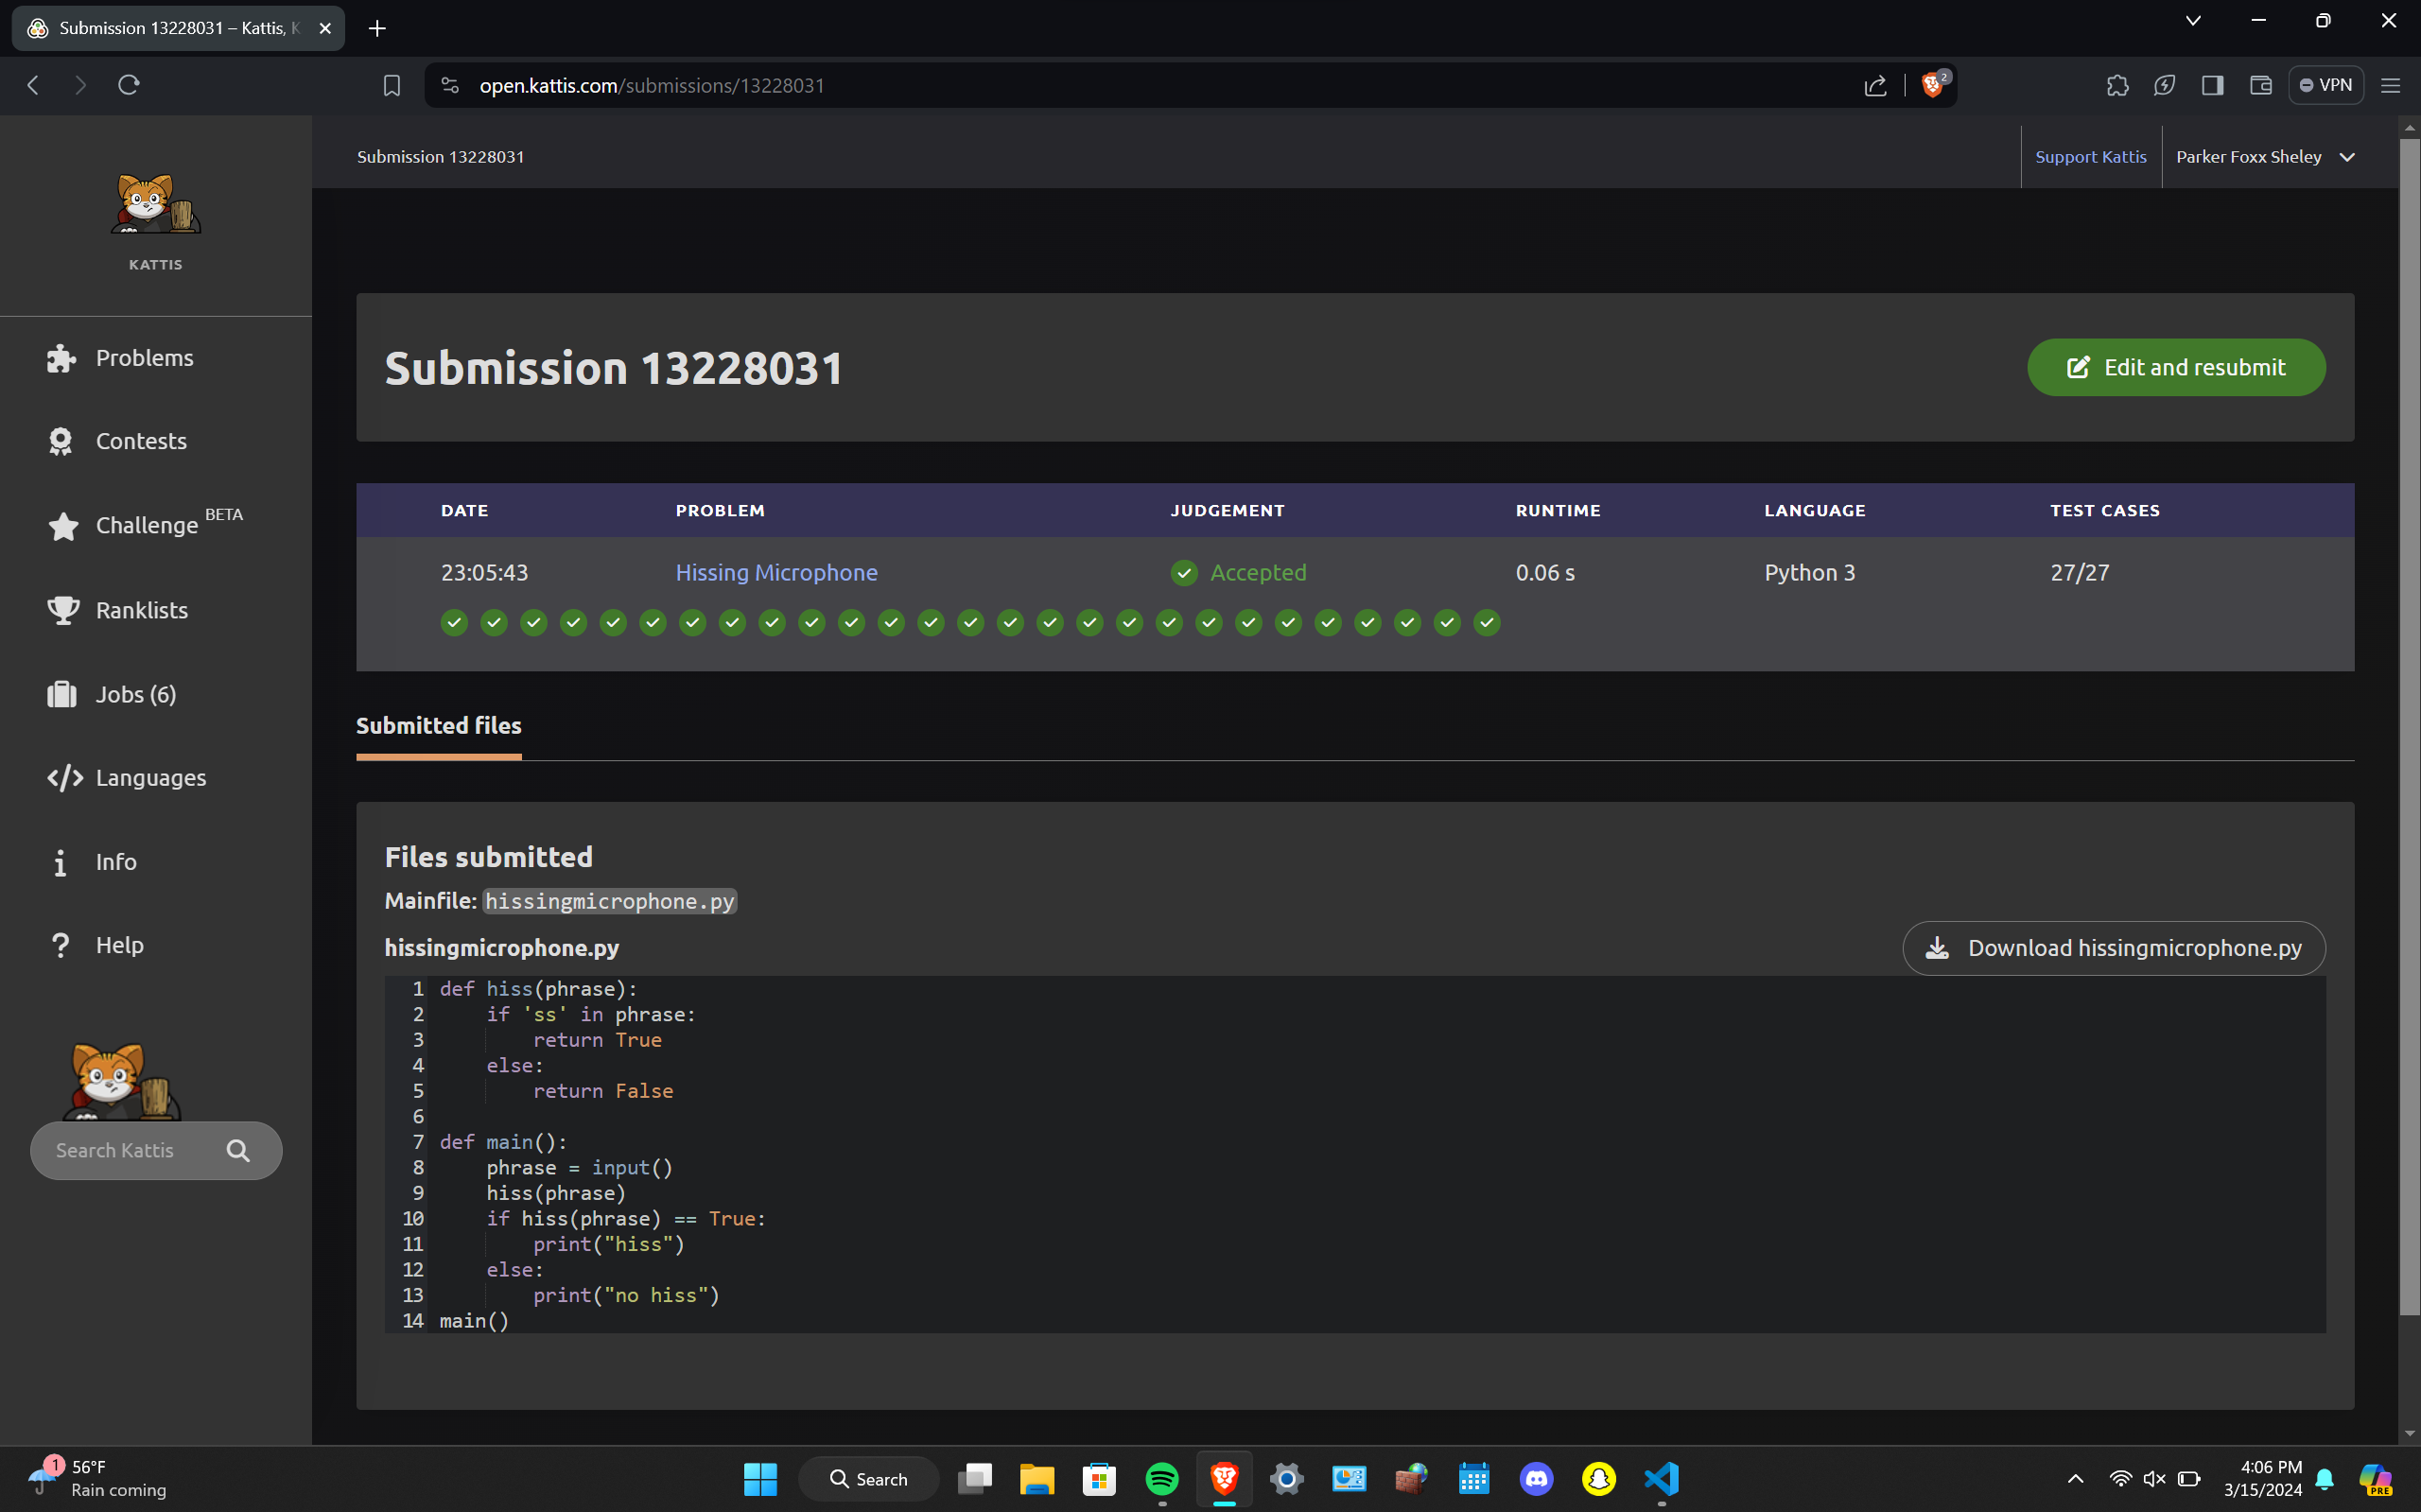 Submission 13228031 – Kattis, K
open.kattis.com/submissions/13228031
2
VPN
KATTIS
Submission 13228031
Support Kattis
Parker Foxx Sheley
Problems
Contests
Challenge BETA
Ranklists
Jobs (6)
Languages
Info
Help
Search Kattis
Submission 13228031
Edit and resubmit
DATE PROBLEM JUDGEMENT RUNTIME LANGUAGE TEST CASES
23:05:43 Hissing Microphone Accepted 0.06 s Python 3 27/27
Submitted files
Files submitted
Mainfile: hissingmicrophone.py
hissingmicrophone.py
Download hissingmicrophone.py
1 def hiss(phrase):
2     if 'ss' in phrase:
3         return True
4     else:
5         return False
6
7 def main():
8     phrase = input()
9     hiss(phrase)
10     if hiss(phrase) == True:
11         print("hiss")
12     else:
13         print("no hiss")
14 main()
1
56°F
Rain coming
Search
4:06 PM
3/15/2024
PRE